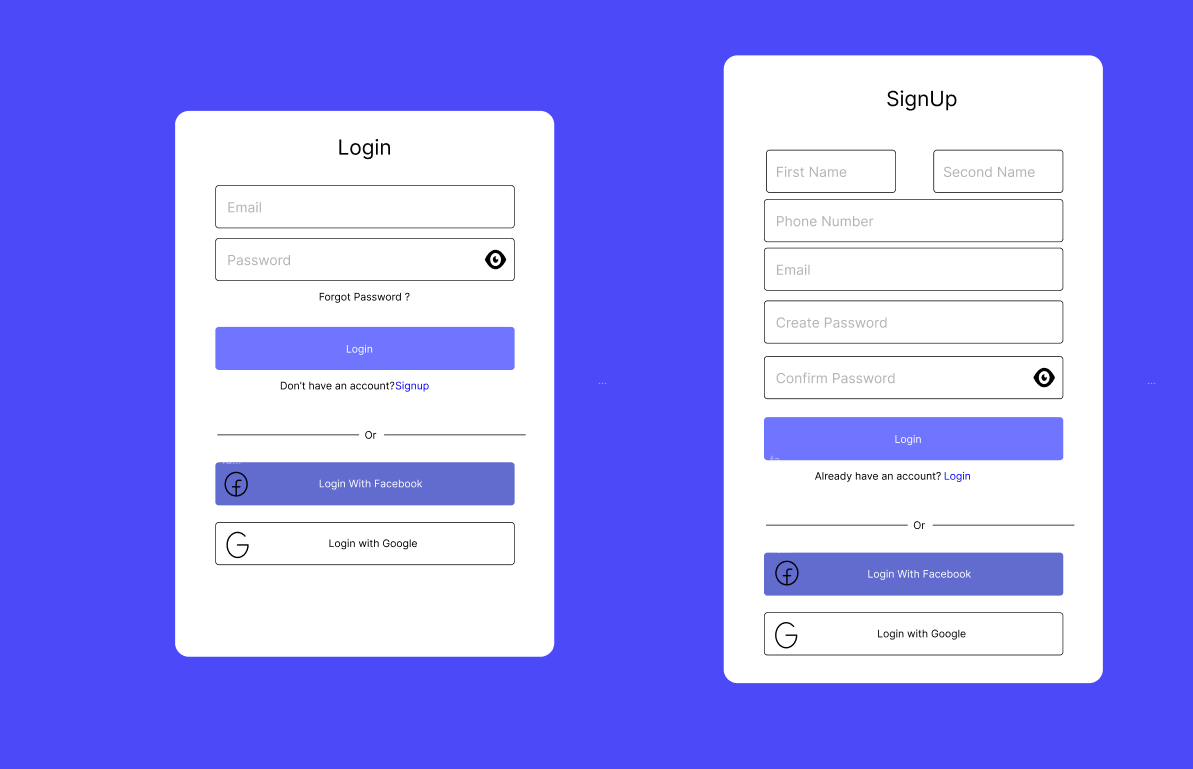 Login
Email
Password
Forgot Password ?
Login
Don't have an account?Signup
Or
Login With Facebook
Login with Google
...
SignUp
First Name Second Name
Phone Number
Email
Create Password
Confirm Password
Login
fa
Already have an account? Login
Or
Login With Facebook
Login with Google
...